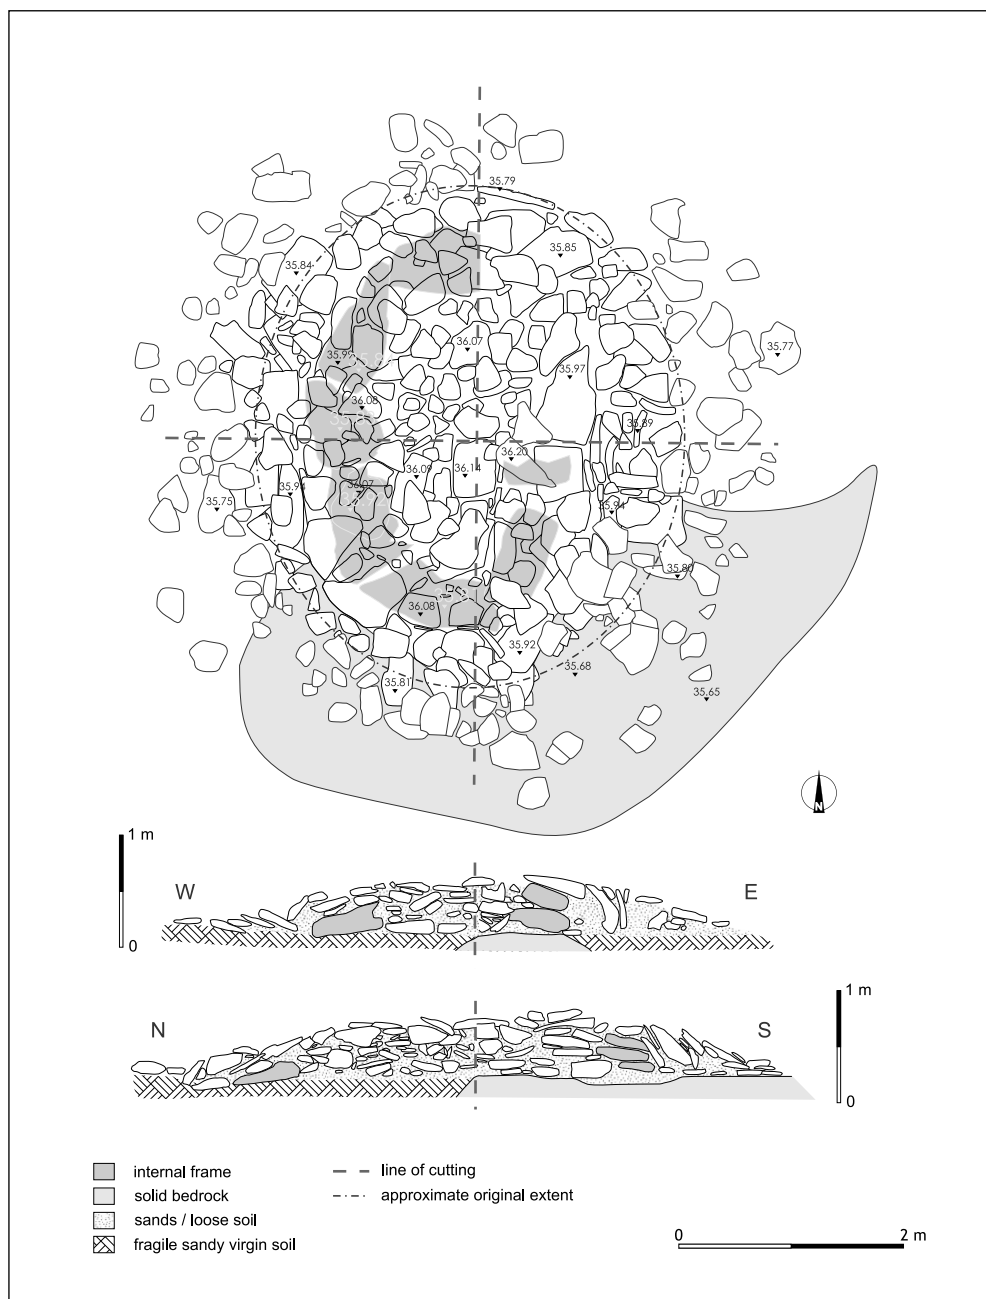 35.79
35.85
35.84
36.07
35.77
35.97
36.08
35.89
36.20
36.09
36.14
36.07
35.94
35.75
35.94
35.80
36.08
35.92
35.68
35.81
35.65
N
1 m
W
E
0
1 m
N
S
0
internal frame
line of cutting
solid bedrock
approximate original extent
sands / loose soil
fragile sandy virgin soil
0
2 m